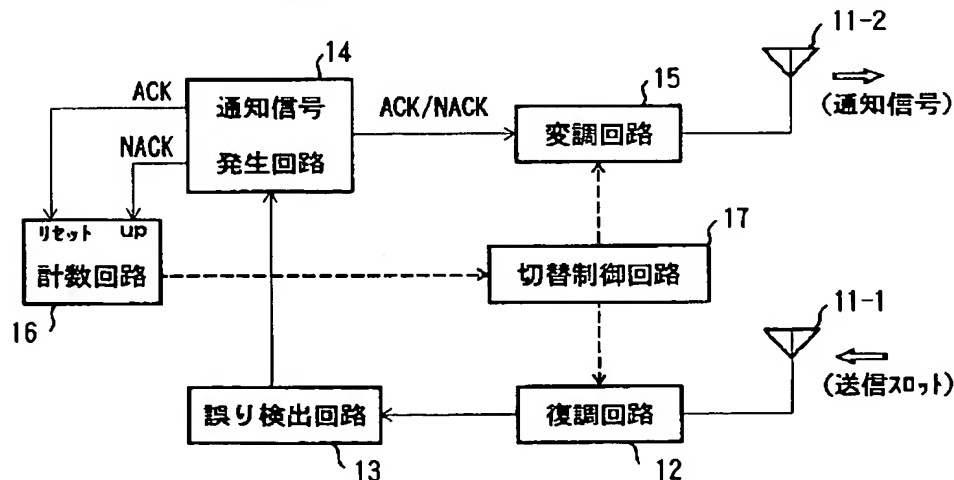 11-2
14
15
ACK
通知信号
発生回路
ACK/NACK
変調回路
(通知信号)
NACK
17
リセット up
計数回路
切替制御回路
11-1
16
(送信スロット)
誤り検出回路
復調回路
13
12